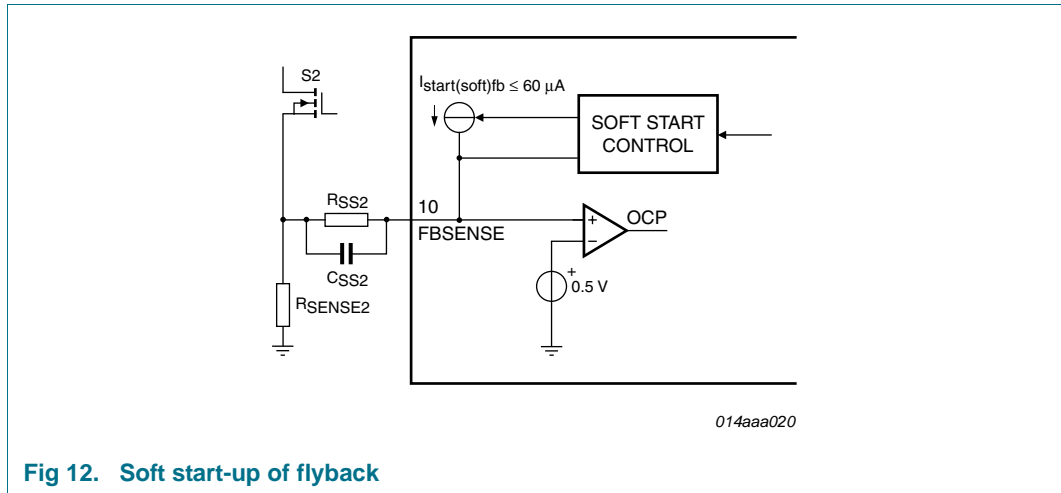 S2
Istart(soft)fb ≤ 60 μA
SOFT START
CONTROL
RSS2
10
FBSENSE
CSS2
RSENSE2
OCP
+
−
+
0.5 V
014aaa020
Fig 12. Soft start-up of flyback